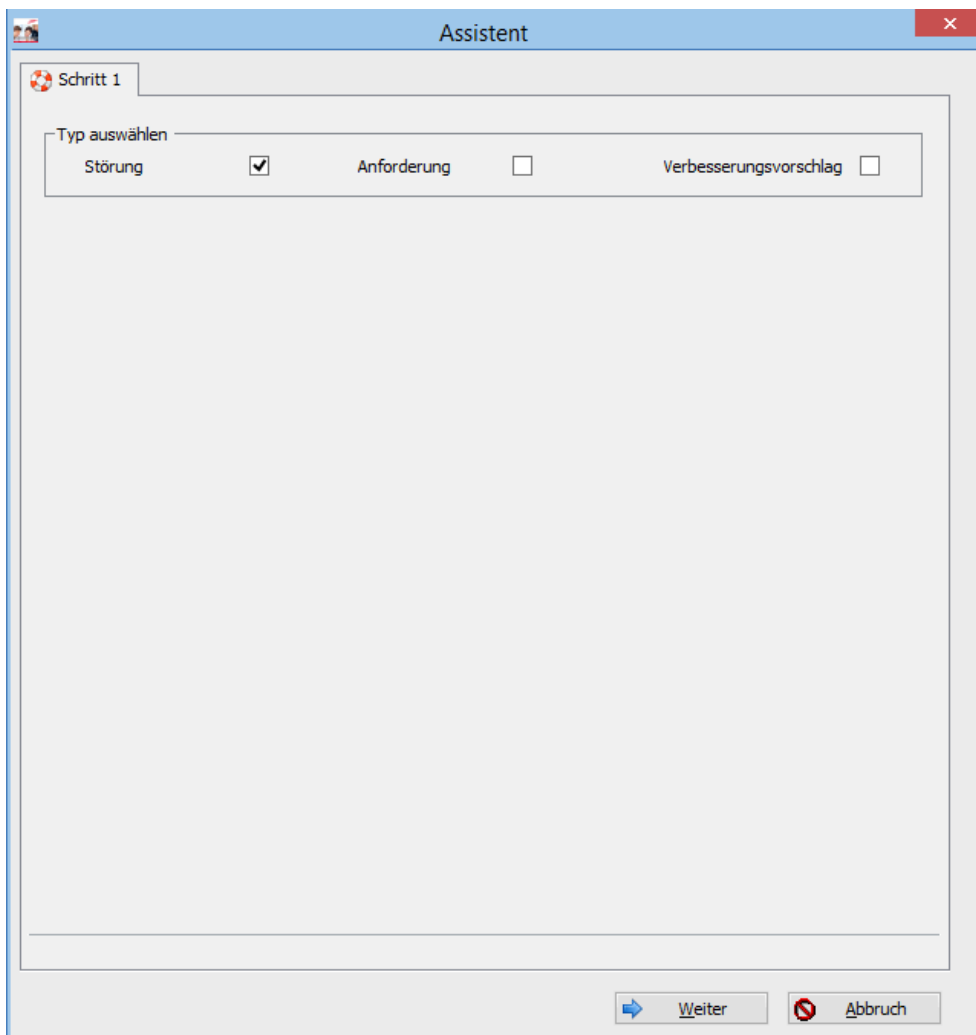 Assistent
Schritt 1
Typ auswählen
Störung Anforderung Verbesserungsvorschlag
Weiter Abbruch